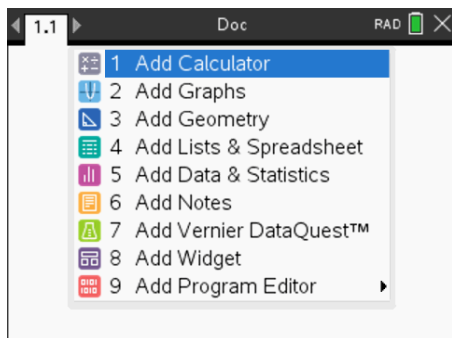 1.1 Doc RAD
1 Add Calculator
2 Add Graphs
3 Add Geometry
4 Add Lists & Spreadsheet
5 Add Data & Statistics
6 Add Notes
7 Add Vernier DataQuest™
8 Add Widget
9 Add Program Editor